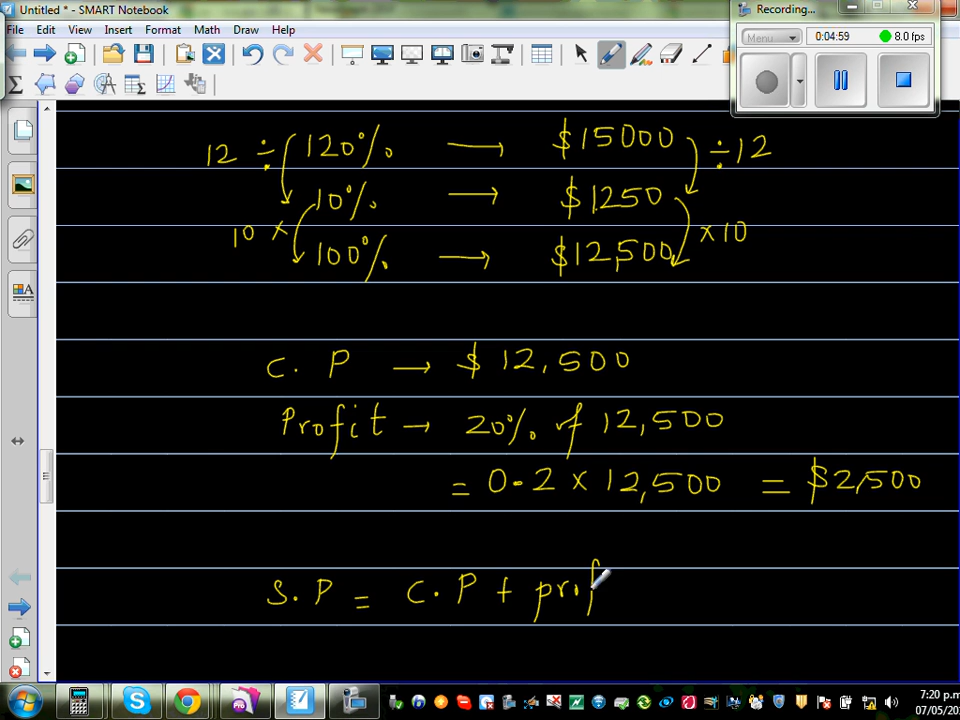 Untitled * - SMART Notebook
File Edit View Insert Format Math Draw Help
Recording...
Menu 0:04:59 8.0 fps
12 ÷ 120% → $15000 ÷12
10% → $1250
10 × ×10
100% → $12,500
C. P → $ 12,500
Profit → 20% of 12,500
= 0.2 × 12,500 = $2,500
S.P = C.P + prof
7:20 p.m
07/05/20